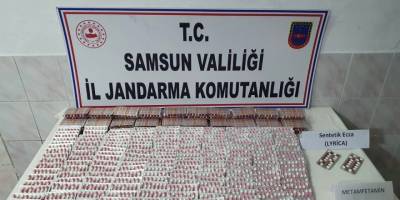 T.C.
SAMSUN VALİLİĞİ
İL JANDARMA KOMUTANLIĞI
Sentetik Ecza
(LYRICA)
METAMFETAMİN